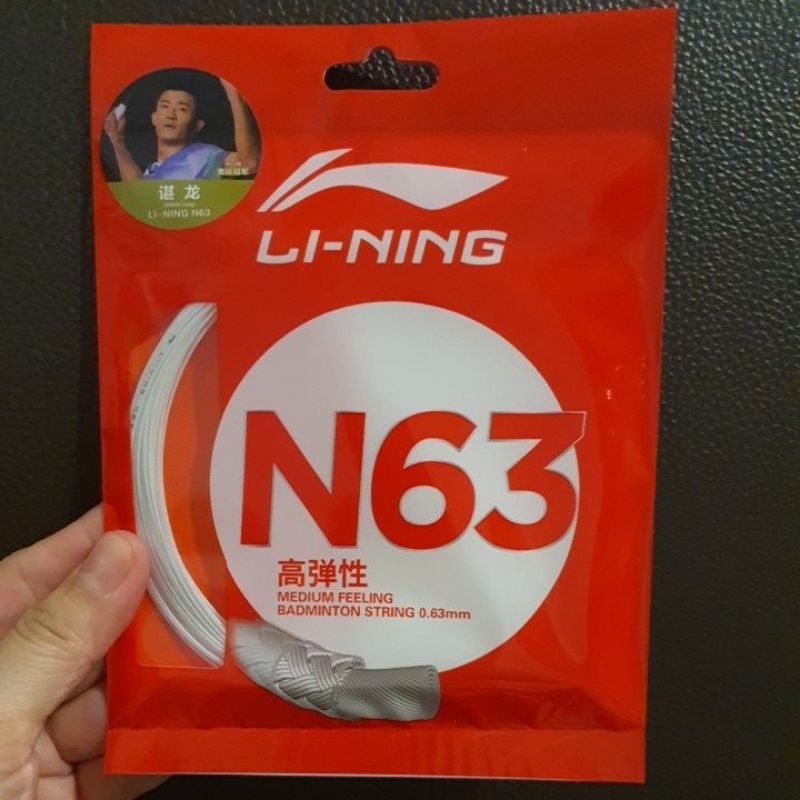 谌龙
LI-NING N63
LI-NING
N63
高弹性
MEDIUM FEELING
BADMINTON STRING 0.63mm